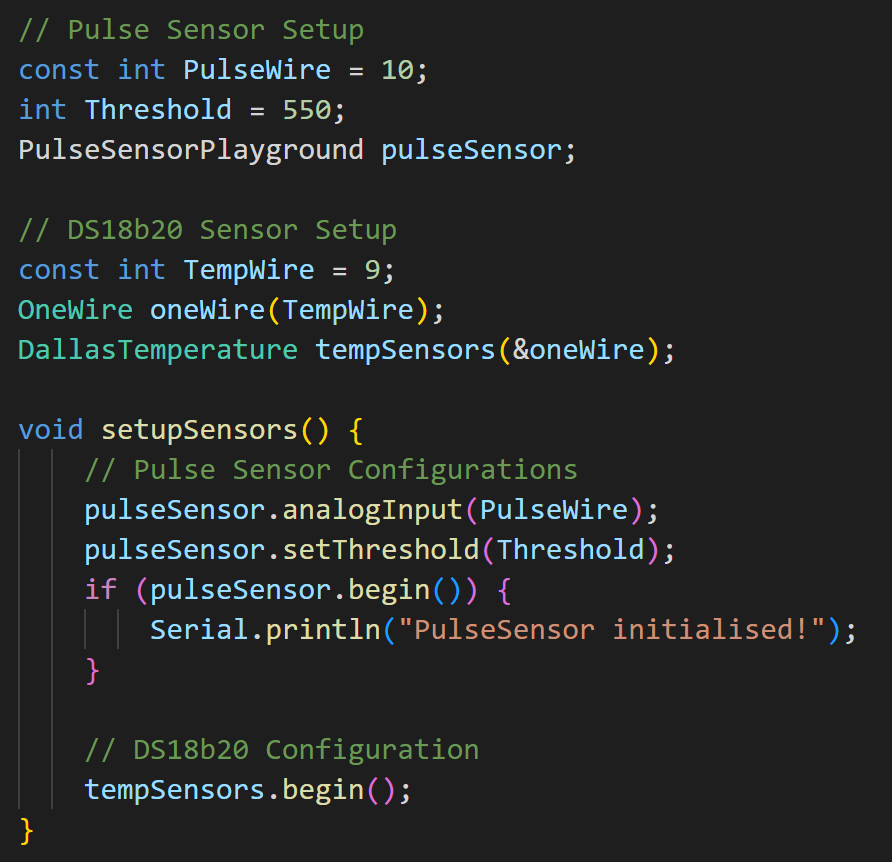 // Pulse Sensor Setup
const int PulseWire = 10;
int Threshold = 550;
PulseSensorPlayground pulseSensor;

// DS18b20 Sensor Setup
const int TempWire = 9;
OneWire oneWire(TempWire);
DallasTemperature tempSensors(&oneWire);

void setupSensors() {
    // Pulse Sensor Configurations
    pulseSensor.analogInput(PulseWire);
    pulseSensor.setThreshold(Threshold);
    if (pulseSensor.begin()) {
        Serial.println("PulseSensor initialised!");
    }

    // DS18b20 Configuration
    tempSensors.begin();
}